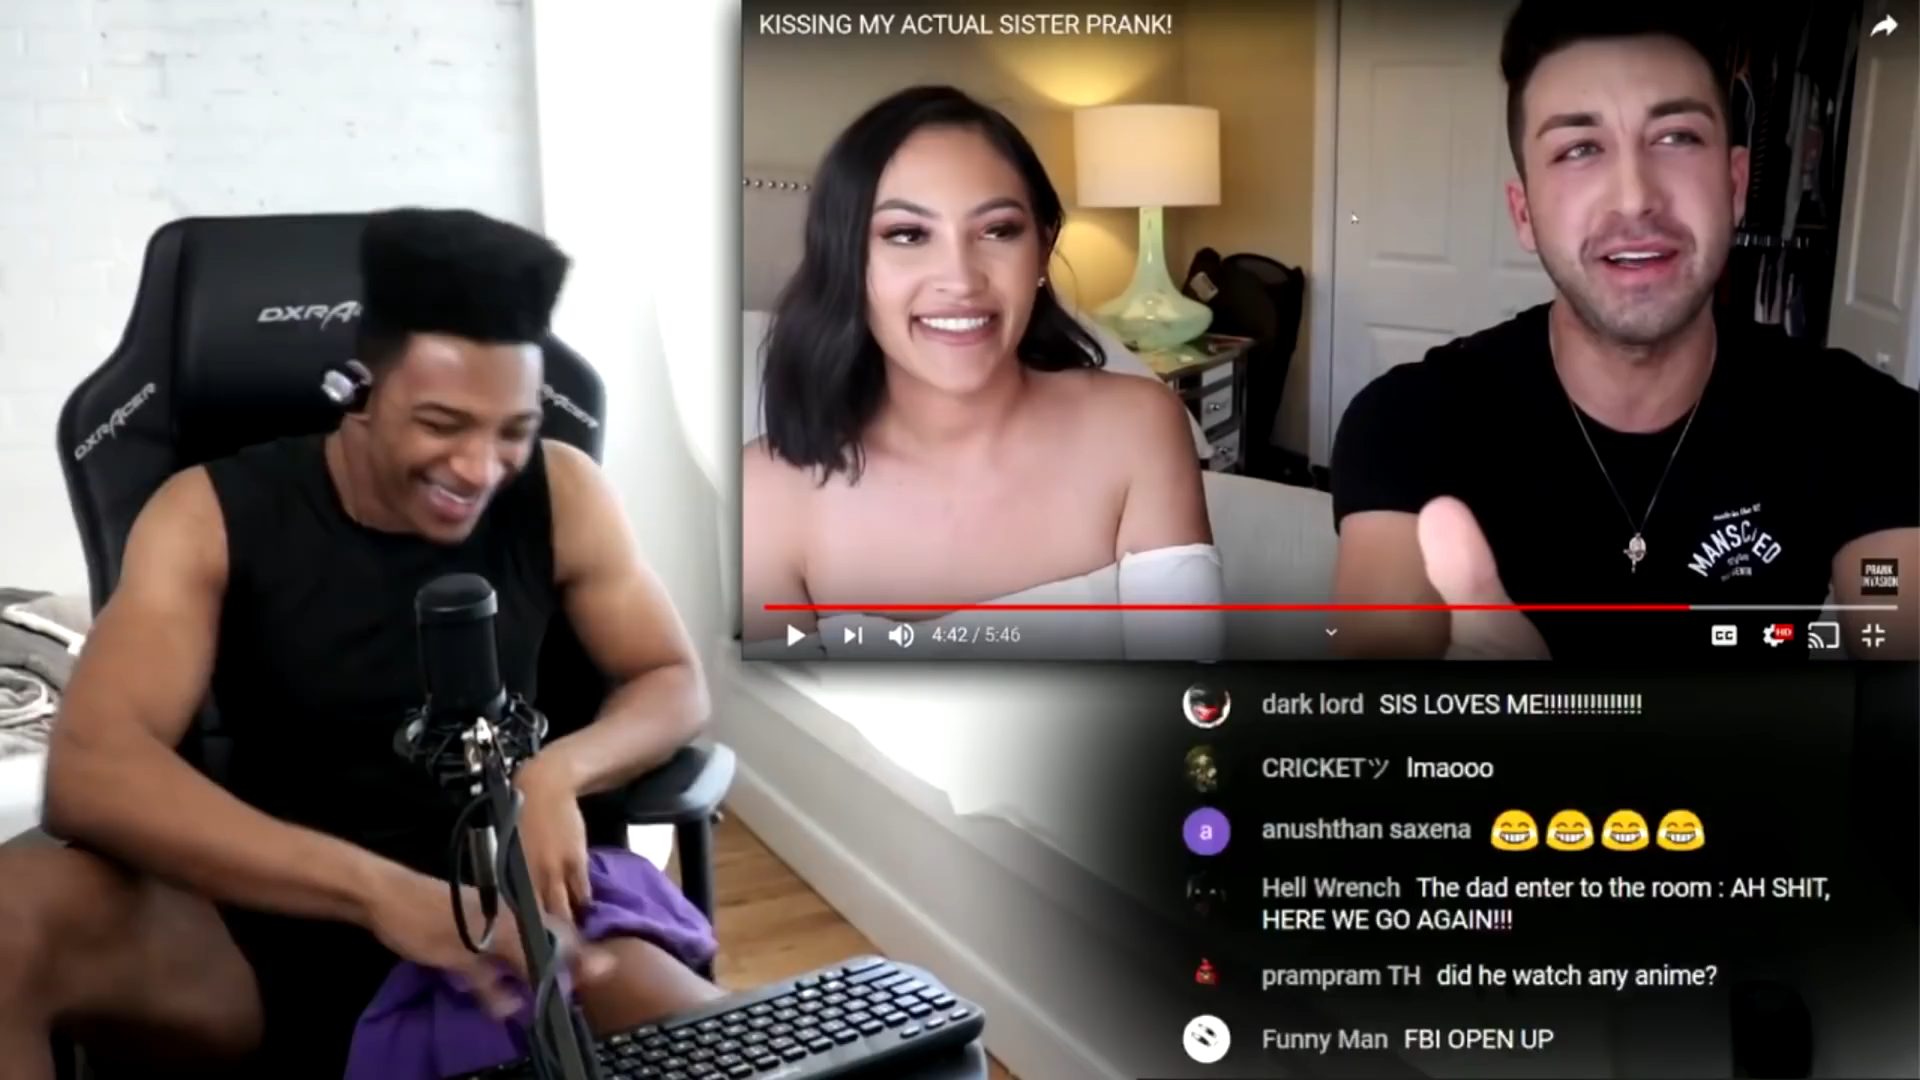 KISSING MY ACTUAL SISTER PRANK!
DXRACER
MANSCAPED
PRANK
INVASION
4:42 / 5:46
CC
HD
dark lord SIS LOVES ME!!!!!!!!!!!!!!!
CRICKETツ lmaooo
a
anushthan saxena 😂😂😂😂
Hell Wrench The dad enter to the room : AH SHIT,
HERE WE GO AGAIN!!!
prampram TH did he watch any anime?
Funny Man FBI OPEN UP